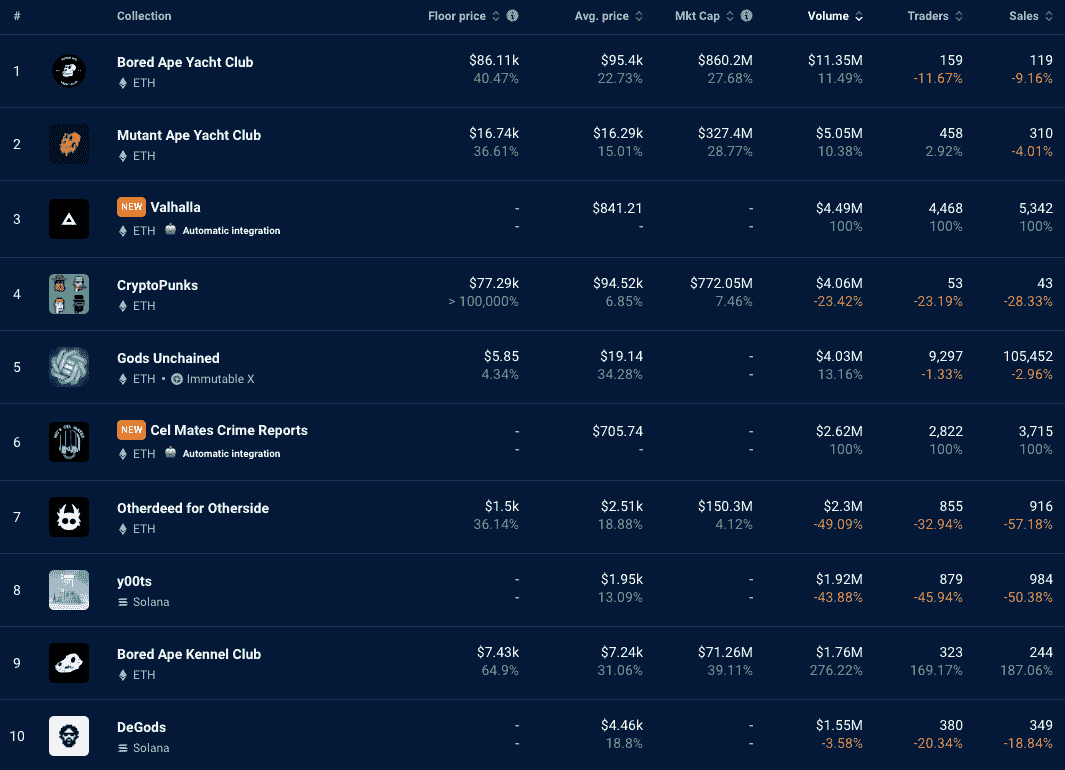 # Collection Floor price Avg. price Mkt Cap Volume Traders Sales
1 Bored Ape Yacht Club $86.11k $95.4k $860.2M $11.35M 159 119
ETH 40.47% 22.73% 27.68% 11.49% -11.67% -9.16%
2 Mutant Ape Yacht Club $16.74k $16.29k $327.4M $5.05M 458 310
ETH 36.61% 15.01% 28.77% 10.38% 2.92% -4.01%
3 NEW Valhalla - $841.21 - $4.49M 4,468 5,342
ETH Automatic integration - - - 100% 100% 100%
4 CryptoPunks $77.29k $94.52k $772.05M $4.06M 53 43
ETH > 100,000% 6.85% 7.46% -23.42% -23.19% -28.33%
5 Gods Unchained $5.85 $19.14 - $4.03M 9,297 105,452
ETH • Immutable X 4.34% 34.28% - 13.16% -1.33% -2.96%
6 NEW Cel Mates Crime Reports - $705.74 - $2.62M 2,822 3,715
ETH Automatic integration - - - 100% 100% 100%
7 Otherdeed for Otherside $1.5k $2.51k $150.3M $2.3M 855 916
ETH 36.14% 18.88% 4.12% -49.09% -32.94% -57.18%
8 y00ts - $1.95k - $1.92M 879 984
Solana - 13.09% - -43.88% -45.94% -50.38%
9 Bored Ape Kennel Club $7.43k $7.24k $71.26M $1.76M 323 244
ETH 64.9% 31.06% 39.11% 276.22% 169.17% 187.06%
10 DeGods - $4.46k - $1.55M 380 349
Solana - 18.8% - -3.58% -20.34% -18.84%